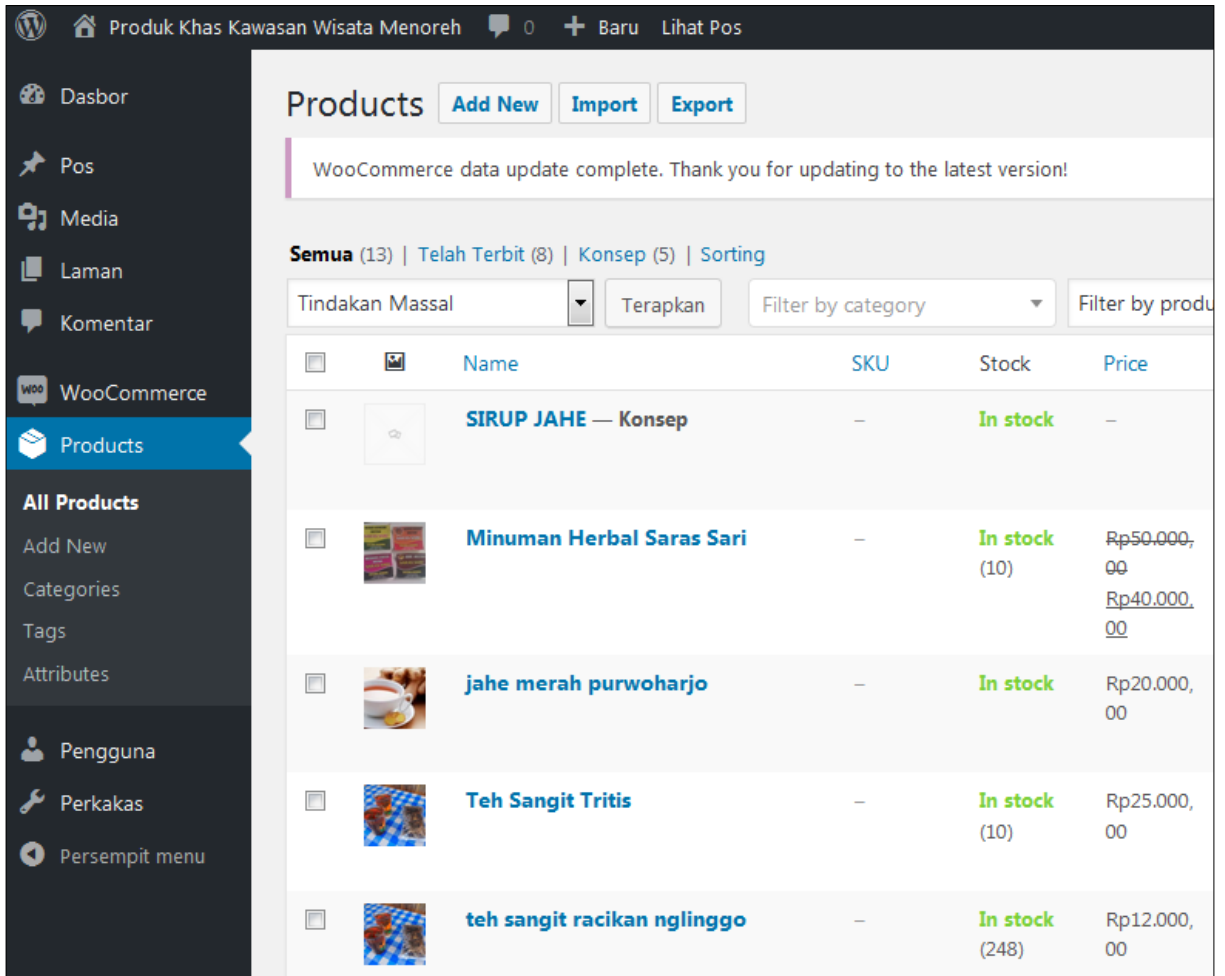 Produk Khas Kawasan Wisata Menoreh 0 Baru Lihat Pos
Dasbor
Pos
Media
Laman
Komentar
WOO WooCommerce
Products
All Products
Add New
Categories
Tags
Attributes
Pengguna
Perkakas
Persempit menu
Products Add New Import Export
WooCommerce data update complete. Thank you for updating to the latest version!
Semua (13) | Telah Terbit (8) | Konsep (5) | Sorting
Tindakan Massal Terapkan Filter by category Filter by produ
Name SKU Stock Price
SIRUP JAHE — Konsep – In stock –
Minuman Herbal Saras Sari – In stock Rp50.000,
(10) 00
Rp40.000,
00
jahe merah purwoharjo – In stock Rp20.000,
00
Teh Sangit Tritis – In stock Rp25.000,
(10) 00
teh sangit racikan nglinggo – In stock Rp12.000,
(248) 00